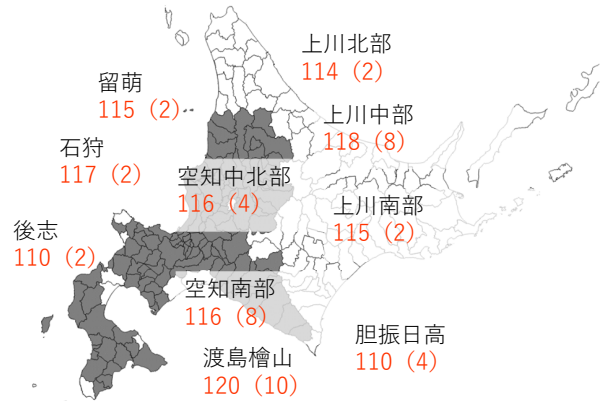 上川北部
114（2）
留萌
115（2）
上川中部
118（8）
石狩
117（2）
空知中北部
116（4）
上川南部
115（2）
後志
110（2）
空知南部
116（8）
胆振日高
110（4）
渡島檜山
120（10）